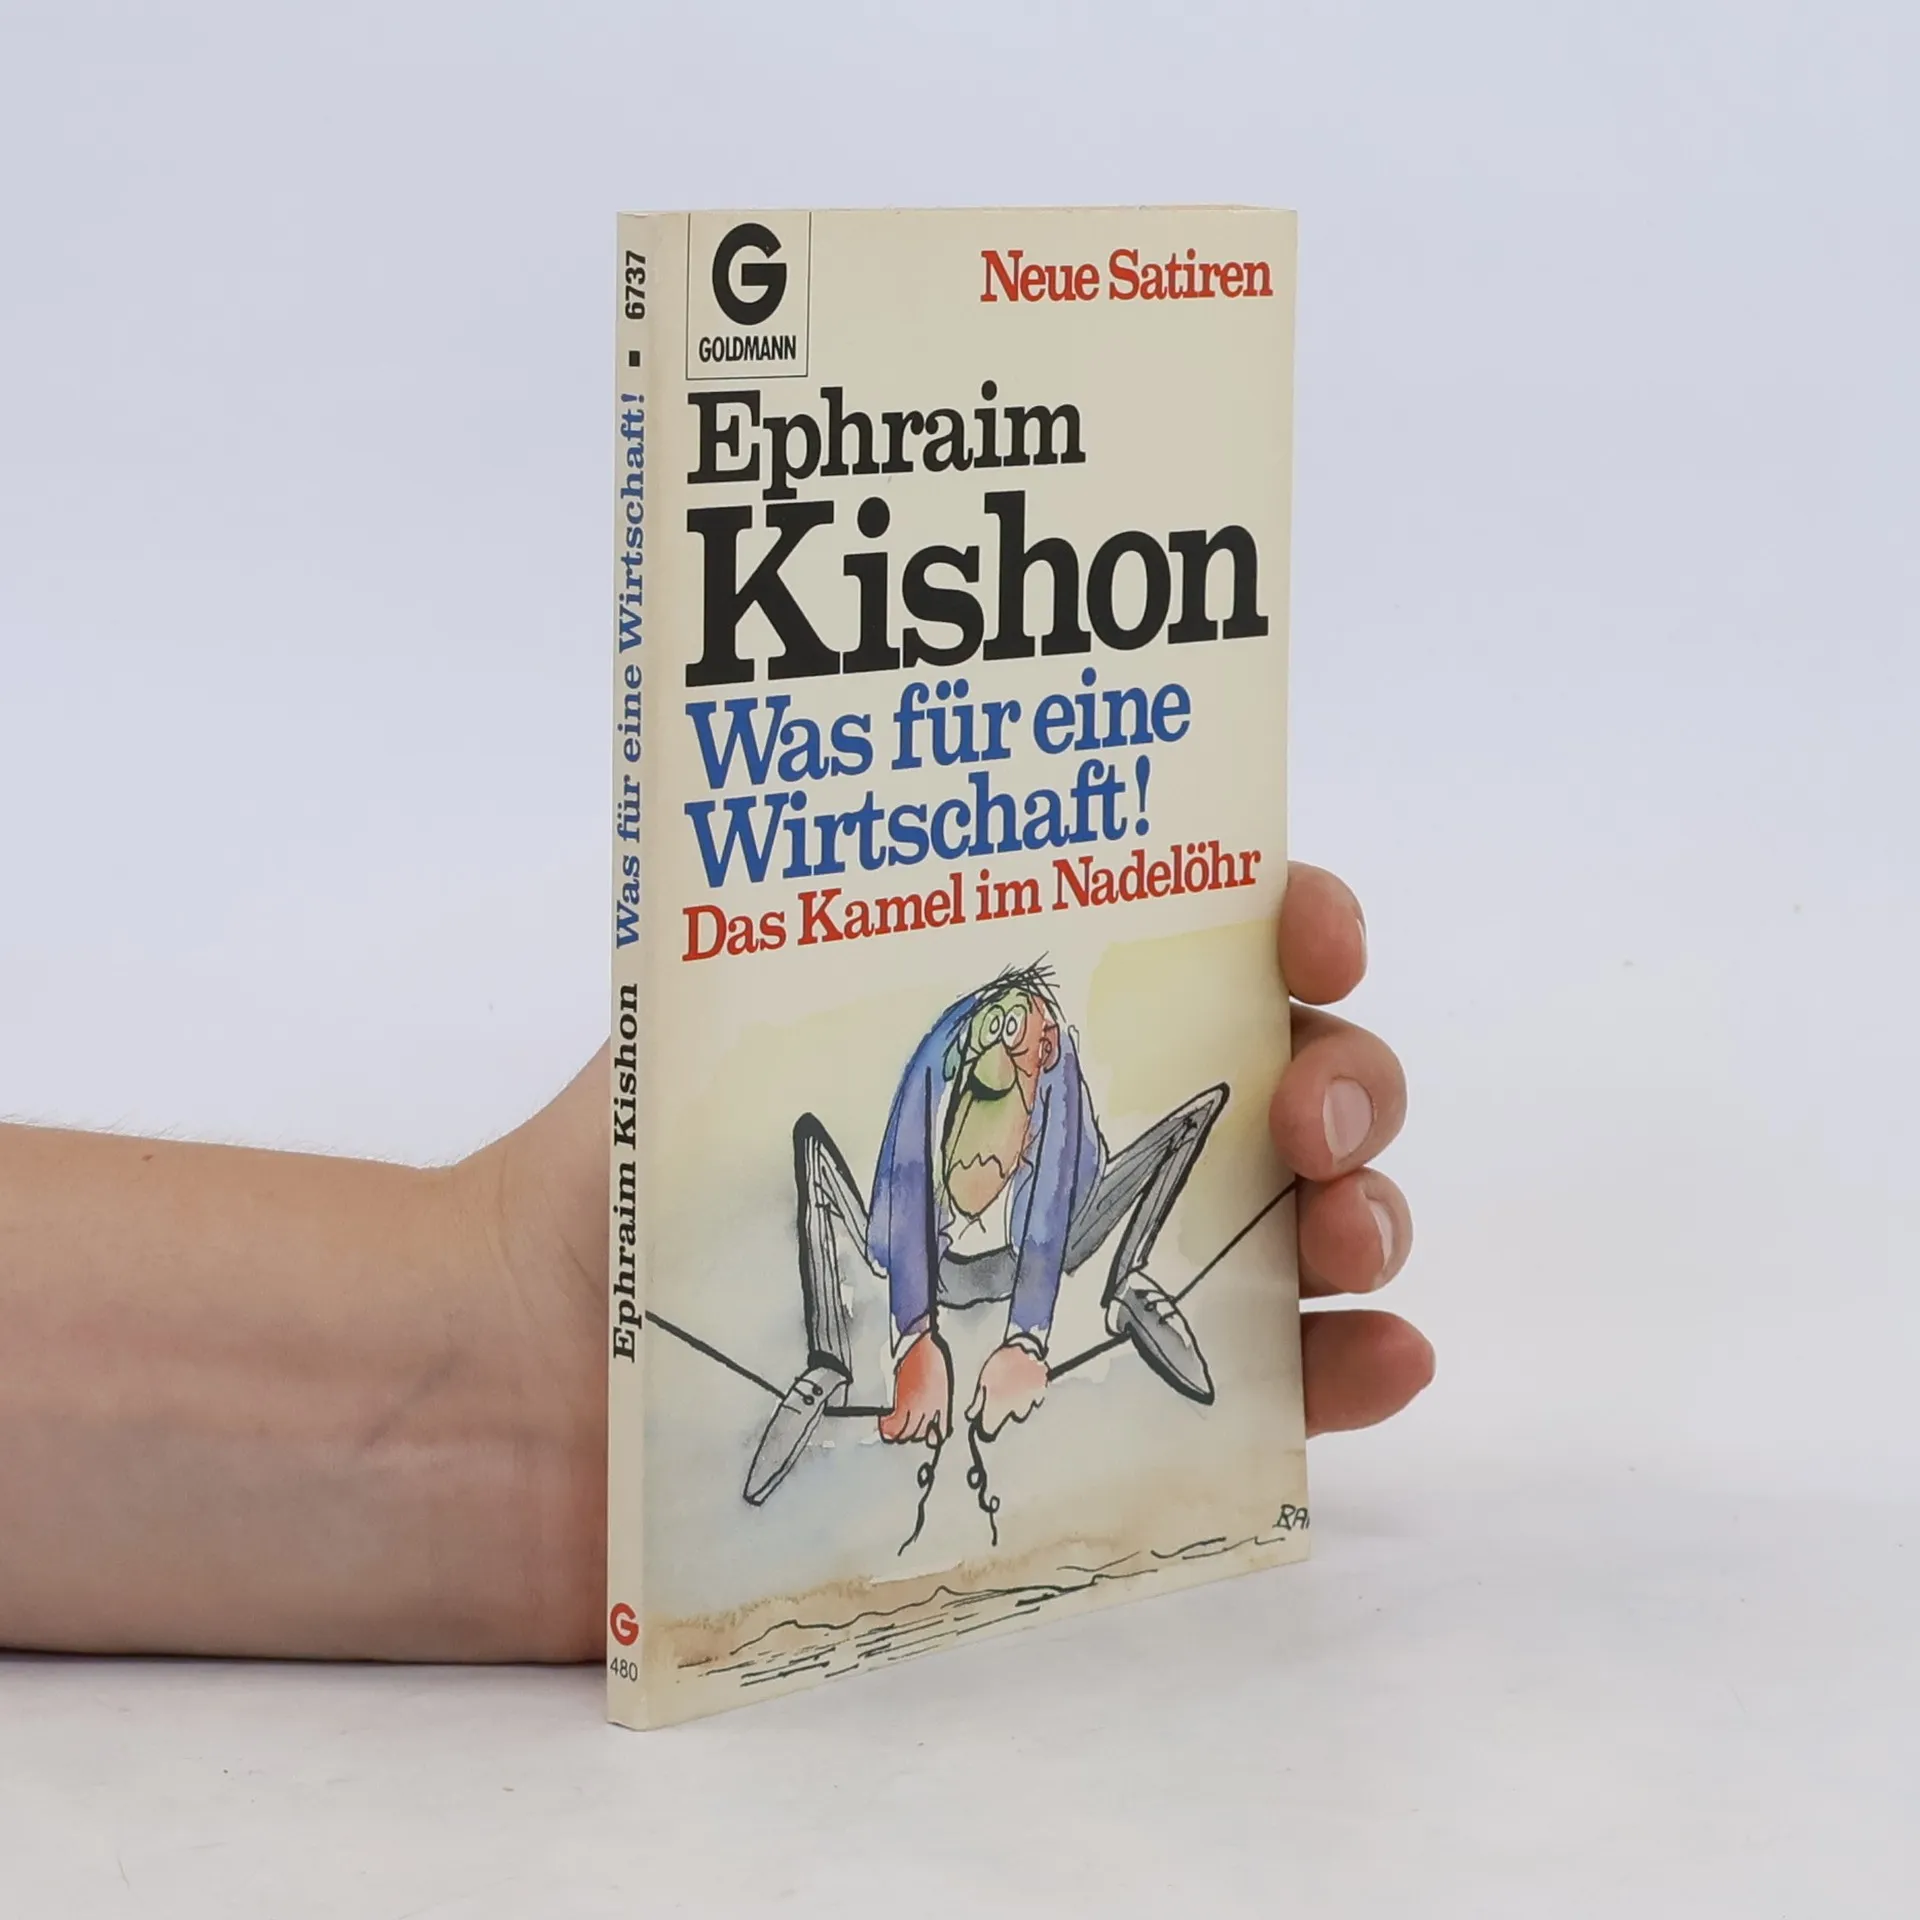 G
GOLDMANN
Neue Satiren
Ephraim
Kishon
Was für eine
Wirtschaft!
Das Kamel im Nadelöhr
Ephraim Kishon Was für eine Wirtschaft! ■ 6737
G
480